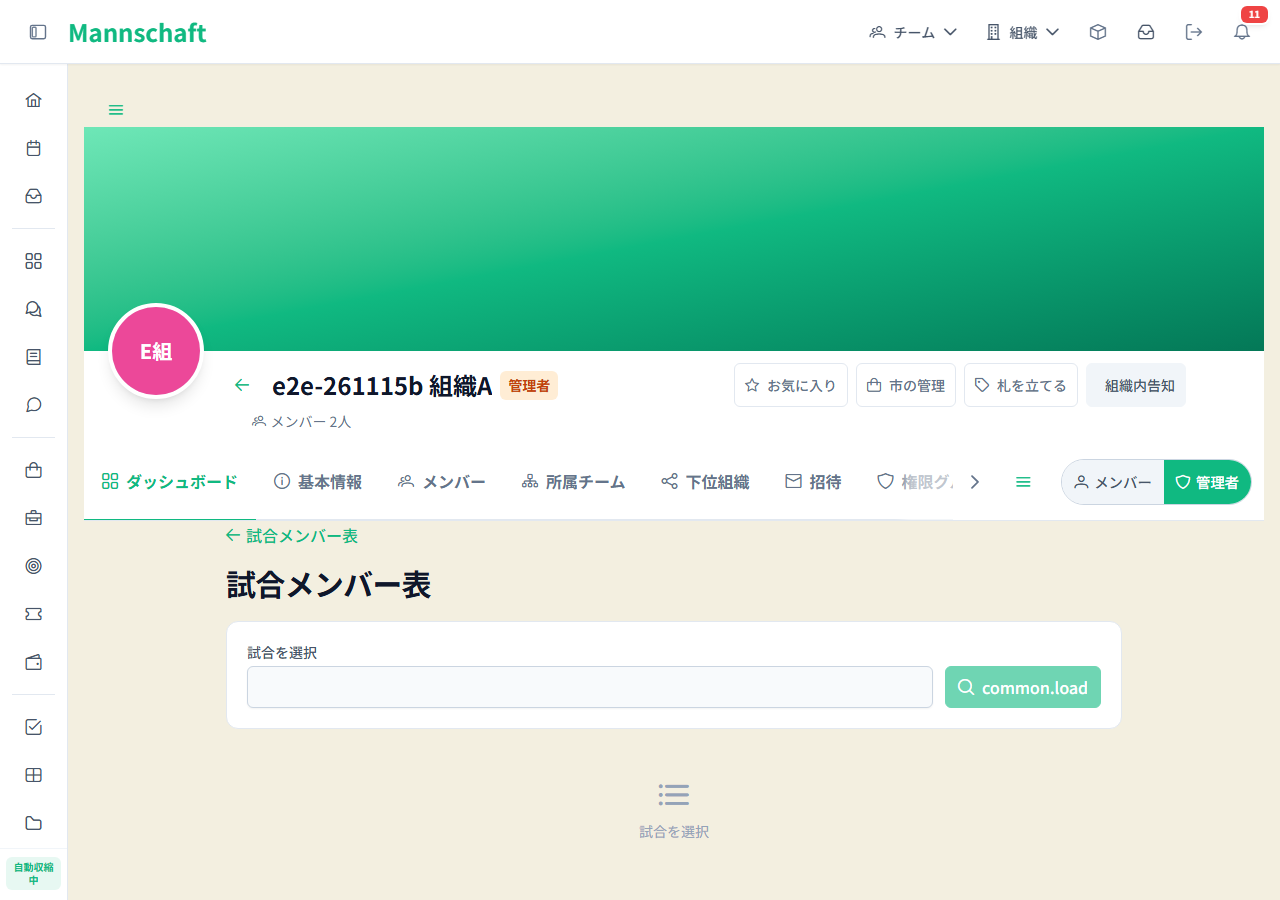 Mannschaft
チーム
組織
11
E組
e2e-261115b 組織A
管理者
お気に入り
市の管理
札を立てる
組織内告知
メンバー 2人
ダッシュボード
基本情報
メンバー
所属チーム
下位組織
招待
権限グ
メンバー
管理者
試合メンバー表
試合メンバー表
試合を選択
common.load
試合を選択
自動収縮
中